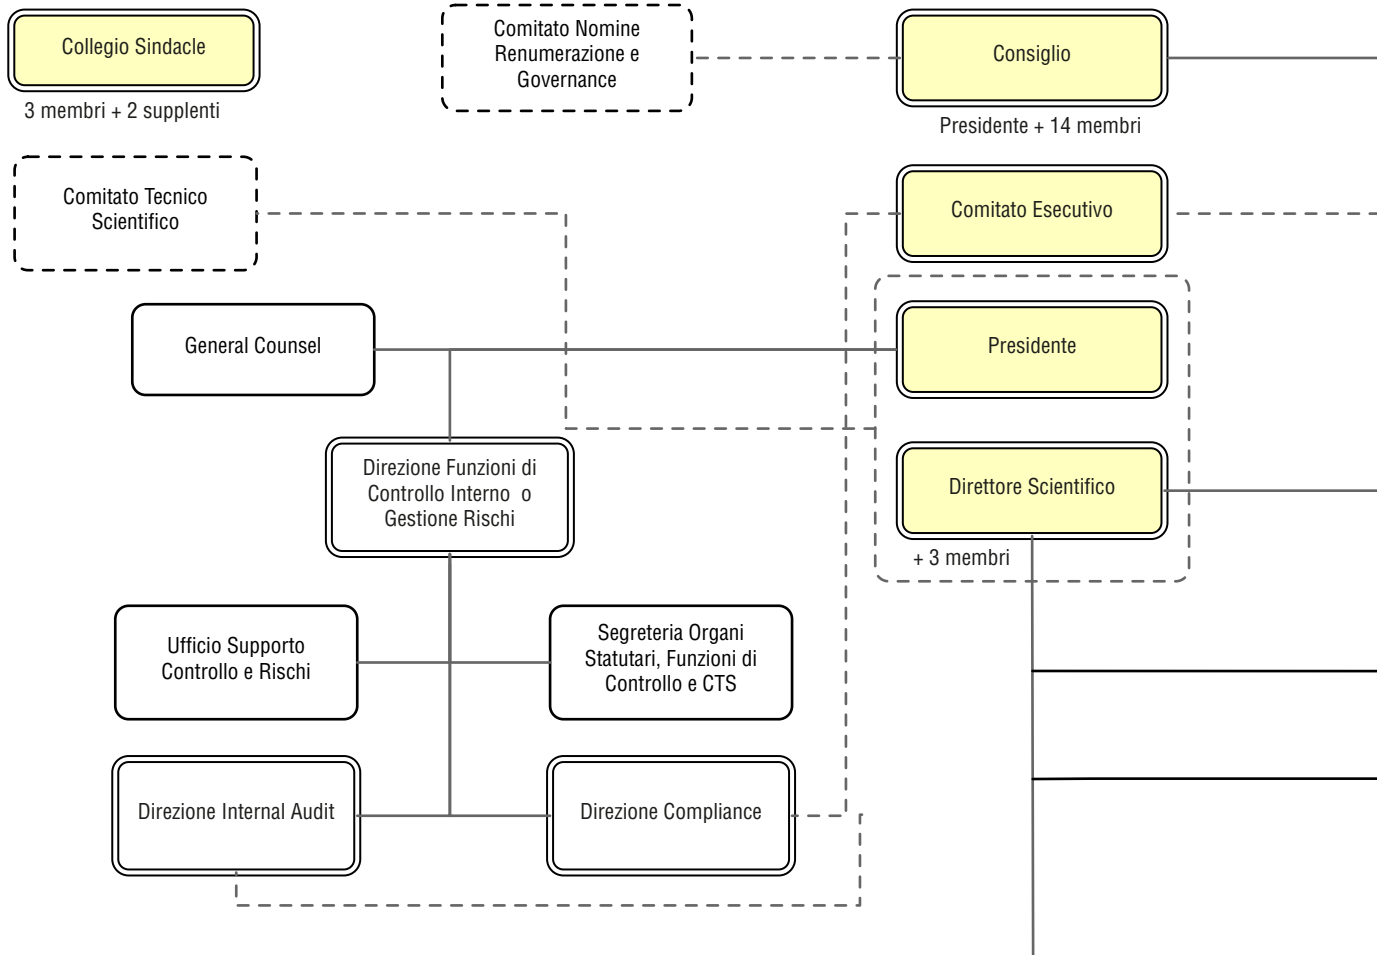 Collegio Sindacle
3 membri + 2 supplenti
Comitato Nomine
Renumerazione e
Governance
Consiglio
Presidente + 14 membri
Comitato Tecnico
Scientifico
Comitato Esecutivo
General Counsel
Presidente
Direzione Funzioni di
Controllo Interno o
Gestione Rischi
Direttore Scientifico
+ 3 membri
Ufficio Supporto
Controllo e Rischi
Segreteria Organi
Statutari, Funzioni di
Controllo e CTS
Direzione Internal Audit
Direzione Compliance